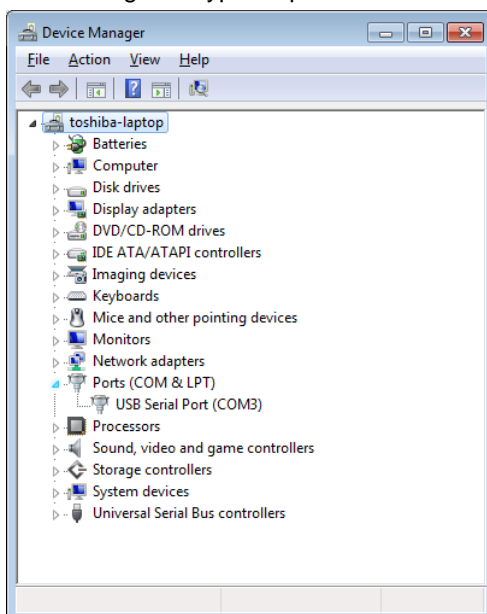 Device Manager
File Action View Help
toshiba-laptop
Batteries
Computer
Disk drives
Display adapters
DVD/CD-ROM drives
IDE ATA/ATAPI controllers
Imaging devices
Keyboards
Mice and other pointing devices
Monitors
Network adapters
Ports (COM & LPT)
USB Serial Port (COM3)
Processors
Sound, video and game controllers
Storage controllers
System devices
Universal Serial Bus controllers